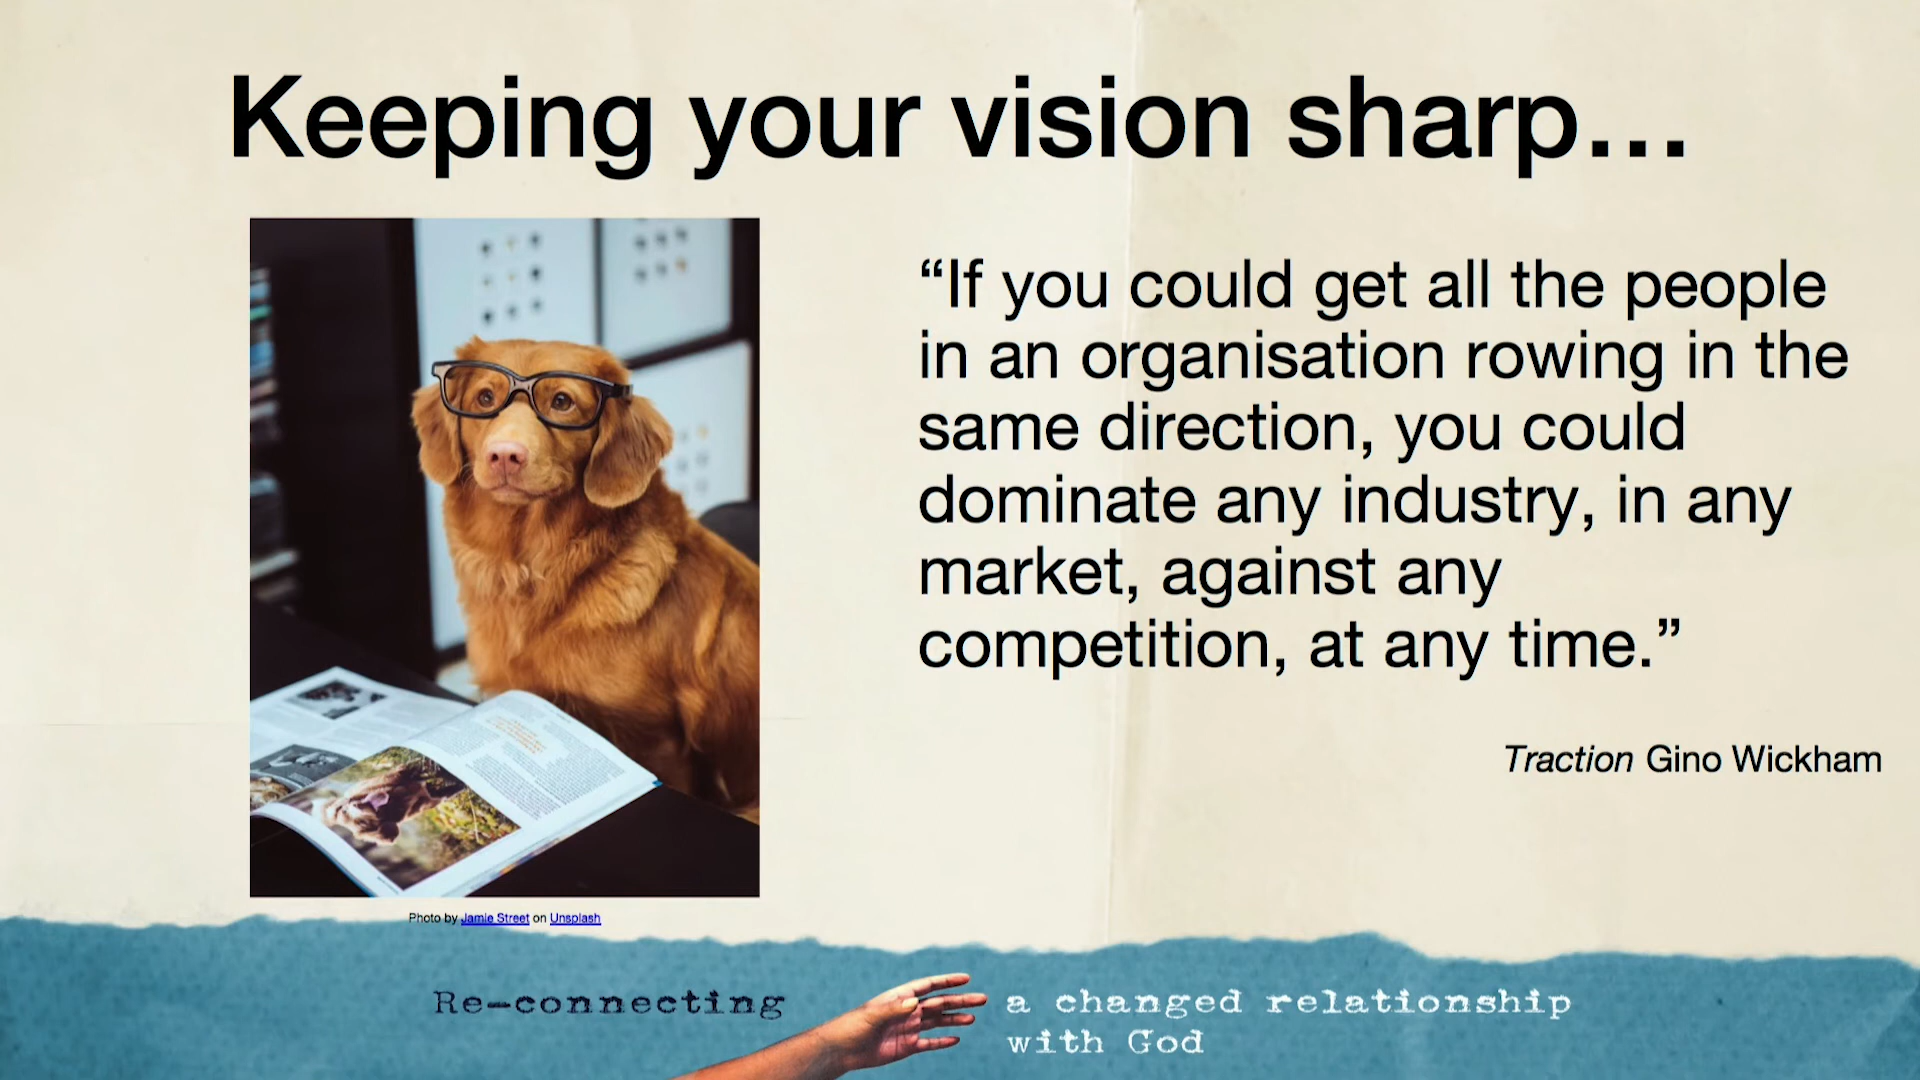 Keeping your vision sharp...
“If you could get all the people
in an organisation rowing in the
same direction, you could
dominate any industry, in any
market, against any
competition, at any time.”
Traction Gino Wickham
Photo by Jamie Street on Unsplash
Re-connecting
a changed relationship
with God